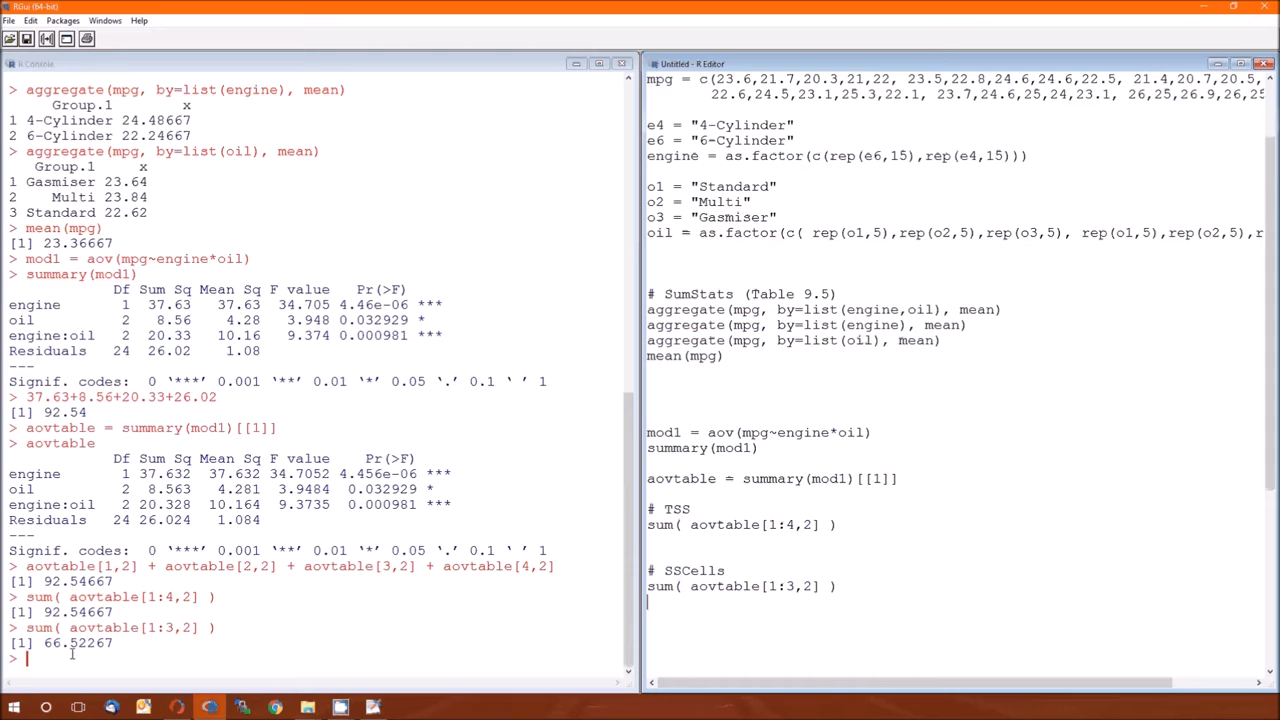 RGui (64-bit)
File Edit Packages Windows Help
R Console
> aggregate(mpg, by=list(engine), mean)
Group.1 x
1 4-Cylinder 24.48667
2 6-Cylinder 22.24667
> aggregate(mpg, by=list(oil), mean)
Group.1 x
1 Gasmiser 23.64
2 Multi 23.84
3 Standard 22.62
> mean(mpg)
[1] 23.36667
> mod1 = aov(mpg~engine*oil)
> summary(mod1)
Df Sum Sq Mean Sq F value Pr(>F)
engine 1 37.63 37.63 34.705 4.46e-06 ***
oil 2 8.56 4.28 3.948 0.032929 *
engine:oil 2 20.33 10.16 9.374 0.000981 ***
Residuals 24 26.02 1.08
---
Signif. codes: 0 ‘***’ 0.001 ‘**’ 0.01 ‘*’ 0.05 ‘.’ 0.1 ‘ ’ 1
> 37.63+8.56+20.33+26.02
[1] 92.54
> aovtable = summary(mod1)[[1]]
> aovtable
Df Sum Sq Mean Sq F value Pr(>F)
engine 1 37.632 37.632 34.7052 4.456e-06 ***
oil 2 8.563 4.281 3.9484 0.032929 *
engine:oil 2 20.328 10.164 9.3735 0.000981 ***
Residuals 24 26.024 1.084
---
Signif. codes: 0 ‘***’ 0.001 ‘**’ 0.01 ‘*’ 0.05 ‘.’ 0.1 ‘ ’ 1
> aovtable[1,2] + aovtable[2,2] + aovtable[3,2] + aovtable[4,2]
[1] 92.54667
> sum( aovtable[1:4,2] )
[1] 92.54667
> sum( aovtable[1:3,2] )
[1] 66.52267
>
Untitled - R Editor
mpg = c(23.6,21.7,20.3,21,22, 23.5,22.8,24.6,24.6,22.5, 21.4,20.7,20.5,
22.6,24.5,23.1,25.3,22.1, 23.7,24.6,25,24,23.1, 26,25,26.9,26,25
e4 = "4-Cylinder"
e6 = "6-Cylinder"
engine = as.factor(c(rep(e6,15),rep(e4,15)))
o1 = "Standard"
o2 = "Multi"
o3 = "Gasmiser"
oil = as.factor(c( rep(o1,5),rep(o2,5),rep(o3,5), rep(o1,5),rep(o2,5),r
# SumStats (Table 9.5)
aggregate(mpg, by=list(engine,oil), mean)
aggregate(mpg, by=list(engine), mean)
aggregate(mpg, by=list(oil), mean)
mean(mpg)
mod1 = aov(mpg~engine*oil)
summary(mod1)
aovtable = summary(mod1)[[1]]
# TSS
sum( aovtable[1:4,2] )
# SSCells
sum( aovtable[1:3,2] )